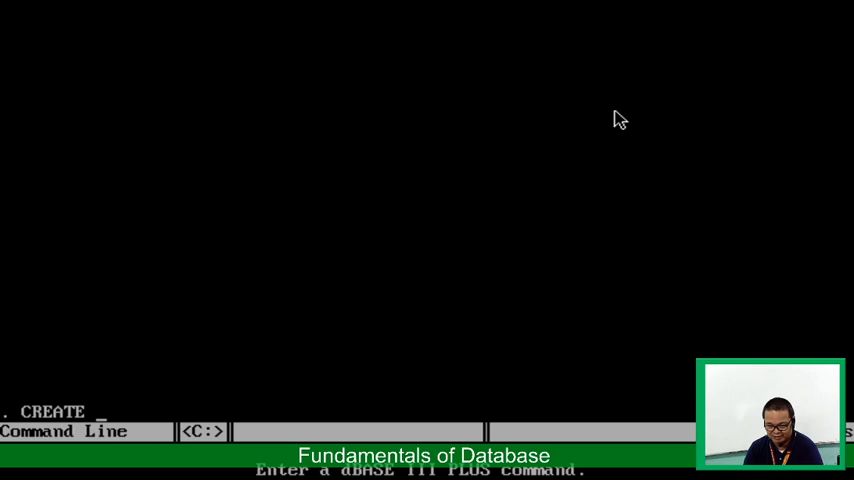 . CREATE _
Command Line <C:> s
Fundamentals of Database
Enter a dBASE III PLUS command.